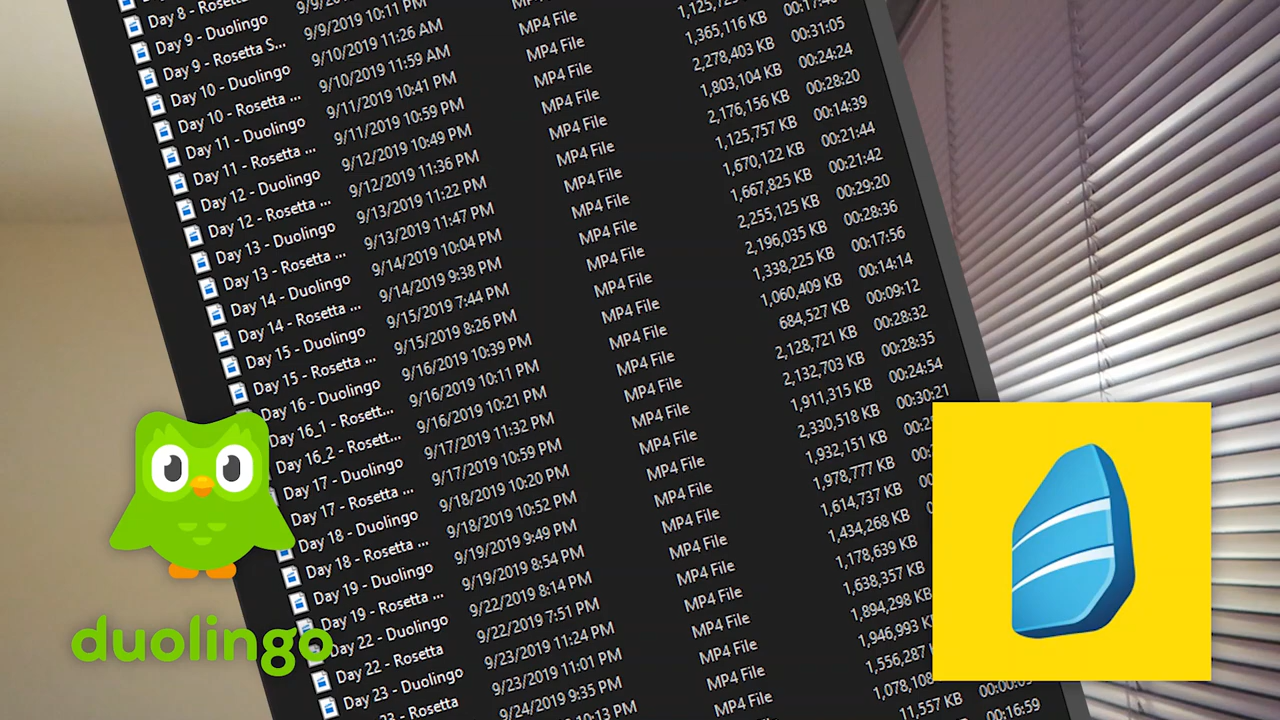 Day 8 - Rosetta
Day 9 - Duolingo
Day 9 - Rosetta S... 9/9/2019 10:11 PM
Day 10 - Duolingo 9/10/2019 11:26 AM
Day 10 - Rosetta ... 9/10/2019 11:59 AM MP4 File
Day 11 - Duolingo 9/11/2019 10:41 PM MP4 File
Day 11 - Rosetta ... 9/11/2019 10:59 PM MP4 File 1,365,116 KB
Day 12 - Duolingo 9/12/2019 10:49 PM MP4 File 2,278,403 KB 00:31:05
Day 12 - Rosetta ... 9/12/2019 11:36 PM MP4 File 1,803,104 KB 00:24:24
Day 13 - Duolingo 9/13/2019 11:22 PM MP4 File 2,176,156 KB 00:28:20
Day 13 - Rosetta ... 9/13/2019 11:47 PM MP4 File 1,125,757 KB 00:14:39
Day 14 - Duolingo 9/14/2019 10:04 PM MP4 File 1,670,122 KB 00:21:44
Day 14 - Rosetta ... 9/14/2019 9:38 PM MP4 File 1,667,825 KB 00:21:42
Day 15 - Duolingo 9/15/2019 7:44 PM MP4 File 2,255,125 KB 00:29:20
Day 15 - Rosetta ... 9/15/2019 8:26 PM MP4 File 2,196,035 KB 00:28:36
Day 16 - Duolingo 9/16/2019 10:39 PM MP4 File 1,338,225 KB 00:17:56
Day 16_1 - Rosett... 9/16/2019 10:11 PM MP4 File 1,060,409 KB 00:14:14
Day 16_2 - Rosett... 9/16/2019 10:21 PM MP4 File 684,527 KB 00:09:12
Day 17 - Duolingo 9/17/2019 11:32 PM MP4 File 2,128,721 KB 00:28:32
Day 17 - Rosetta ... 9/17/2019 10:59 PM MP4 File 2,132,703 KB 00:28:35
Day 18 - Duolingo 9/18/2019 10:20 PM MP4 File 1,911,315 KB 00:24:54
Day 18 - Rosetta ... 9/18/2019 10:52 PM MP4 File 2,330,518 KB 00:30:21
Day 19 - Duolingo 9/19/2019 9:49 PM MP4 File 1,932,151 KB
Day 19 - Rosetta ... 9/19/2019 8:54 PM MP4 File 1,978,777 KB
Day 22 - Duolingo 9/22/2019 8:14 PM MP4 File 1,614,737 KB
Day 22 - Rosetta 9/22/2019 7:51 PM MP4 File 1,434,268 KB
Day 23 - Duolingo 9/23/2019 11:24 PM MP4 File 1,178,639 KB
23 - Rosetta 9/23/2019 11:01 PM MP4 File 1,638,357 KB
9/24/2019 9:35 PM MP4 File 1,894,298 KB
10:13 PM MP4 File 1,946,993 KB
1,556,287
1,078,108
11,557 KB
00:16:59
duolingo